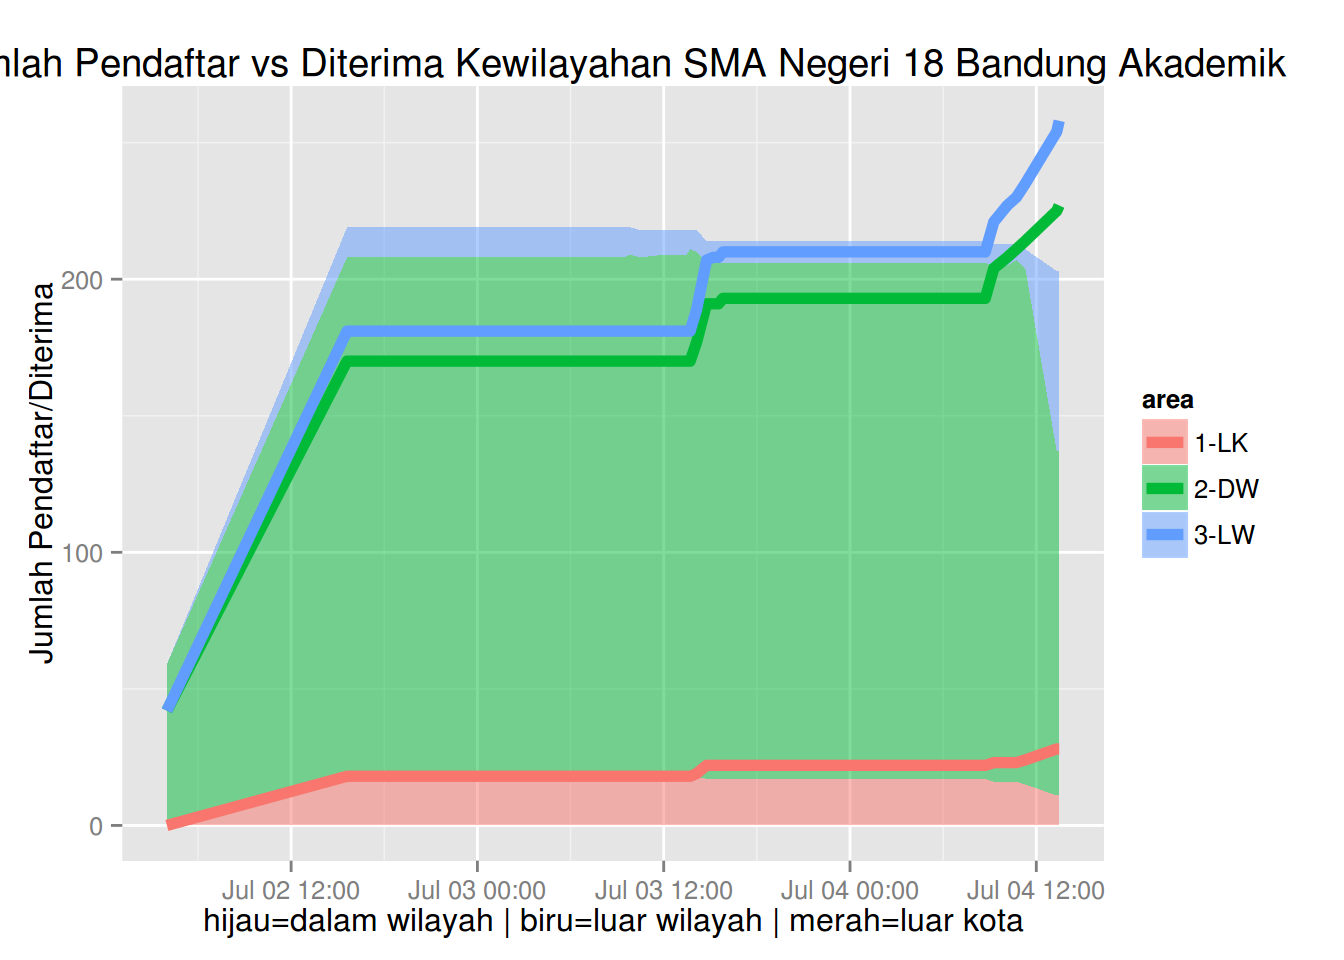 mlah Pendaftar vs Diterima Kewilayahan SMA Negeri 18 Bandung Akademik
Jumlah Pendaftar/Diterima
200
100
0
Jul 02 12:00
Jul 03 00:00
Jul 03 12:00
Jul 04 00:00
Jul 04 12:00
hijau=dalam wilayah | biru=luar wilayah | merah=luar kota
area
1-LK
2-DW
3-LW